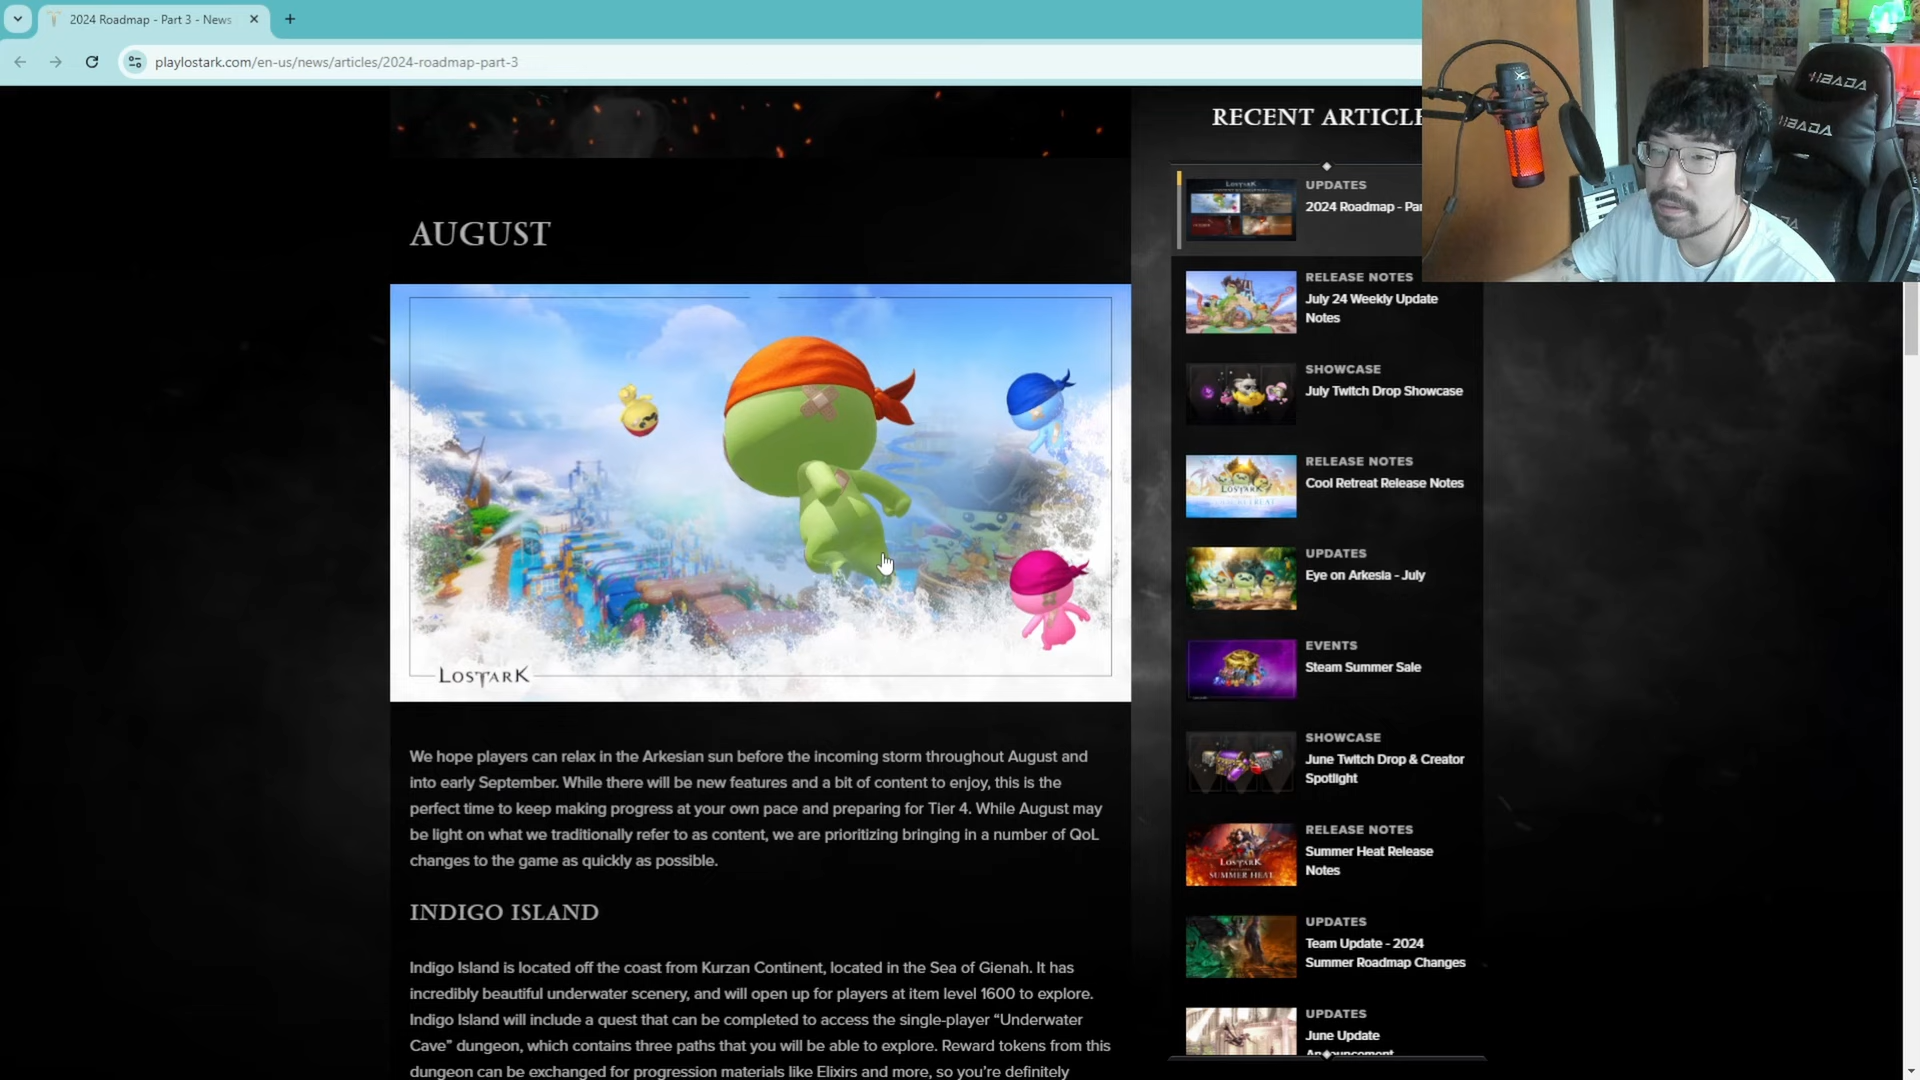 2024 Roadmap - Part 3 - News
playlostark.com/en-us/news/articles/2024-roadmap-part-3
AUGUST
LOST ARK
We hope players can relax in the Arkesian sun before the incoming storm throughout August and
into early September. While there will be new features and a bit of content to enjoy, this is the
perfect time to keep making progress at your own pace and preparing for Tier 4. While August may
be light on what we traditionally refer to as content, we are prioritizing bringing in a number of QoL
changes to the game as quickly as possible.
INDIGO ISLAND
Indigo Island is located off the coast from Kurzan Continent, located in the Sea of Gienah. It has
incredibly beautiful underwater scenery, and will open up for players at item level 1600 to explore.
Indigo Island will include a quest that can be completed to access the single-player “Underwater
Cave” dungeon, which contains three paths that you will be able to explore. Reward tokens from this
dungeon can be exchanged for progression materials like Elixirs and more, so you’re definitely
RECENT ARTICLE
UPDATES
2024 Roadmap - Par
RELEASE NOTES
July 24 Weekly Update
Notes
SHOWCASE
July Twitch Drop Showcase
RELEASE NOTES
Cool Retreat Release Notes
LOST ARK
UPDATES
Eye on Arkesia - July
EVENTS
Steam Summer Sale
SHOWCASE
June Twitch Drop & Creator
Spotlight
RELEASE NOTES
Summer Heat Release
Notes
LOST ARK
SUMMER HEAT
UPDATES
Team Update - 2024
Summer Roadmap Changes
UPDATES
June Update
Announcement
HBADA
HBADA